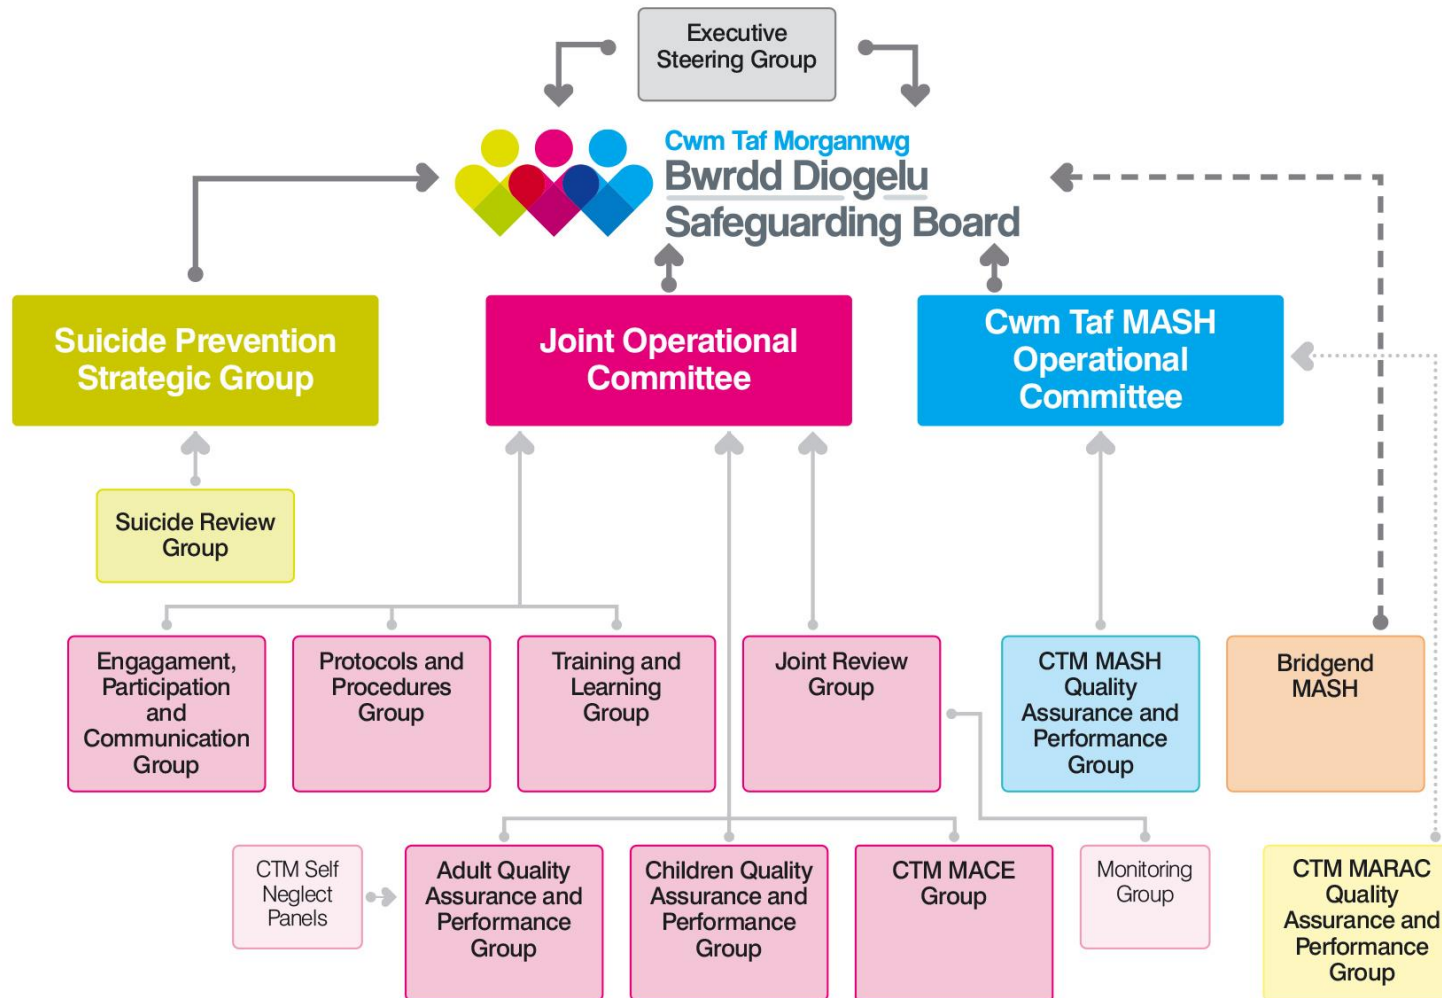 Executive
Steering Group
Cwm Taf Morgannwg
Bwrdd Diogelu
Safeguarding Board
Suicide Prevention
Strategic Group
Joint Operational
Committee
Cwm Taf MASH
Operational
Committee
Suicide Review
Group
Engagament,
Participation
and
Communication
Group
Protocols and
Procedures
Group
Training and
Learning
Group
Joint Review
Group
CTM MASH
Quality
Assurance and
Performance
Group
Bridgend
MASH
CTM Self
Neglect
Panels
Adult Quality
Assurance and
Performance
Group
Children Quality
Assurance and
Performance
Group
CTM MACE
Group
Monitoring
Group
CTM MARAC
Quality
Assurance and
Performance
Group